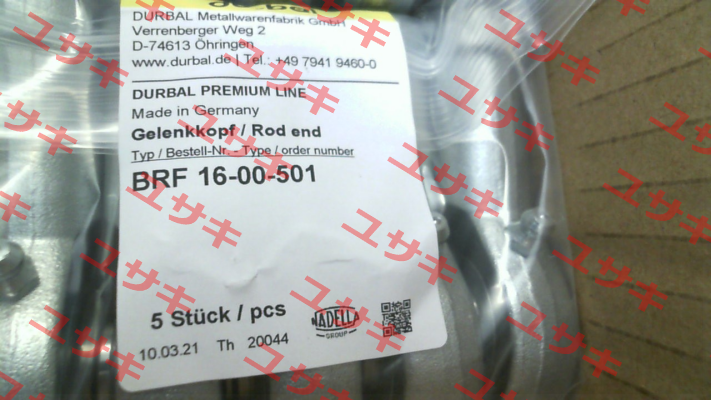 durbal
DURBAL Metallwarenfabrik GmbH
Verrenberger Weg 2
D-74613 Öhringen
www.durbal.de | Tel.: +49 7941 9460-0
DURBAL PREMIUM LINE
Made in Germany
Gelenkkopf / Rod end
Typ / Bestell-Nr. - Type / order number
BRF 16-00-501
5 Stück / pcs
NADELLA
GROUP
10.03.21 Th 20044
ユサキ